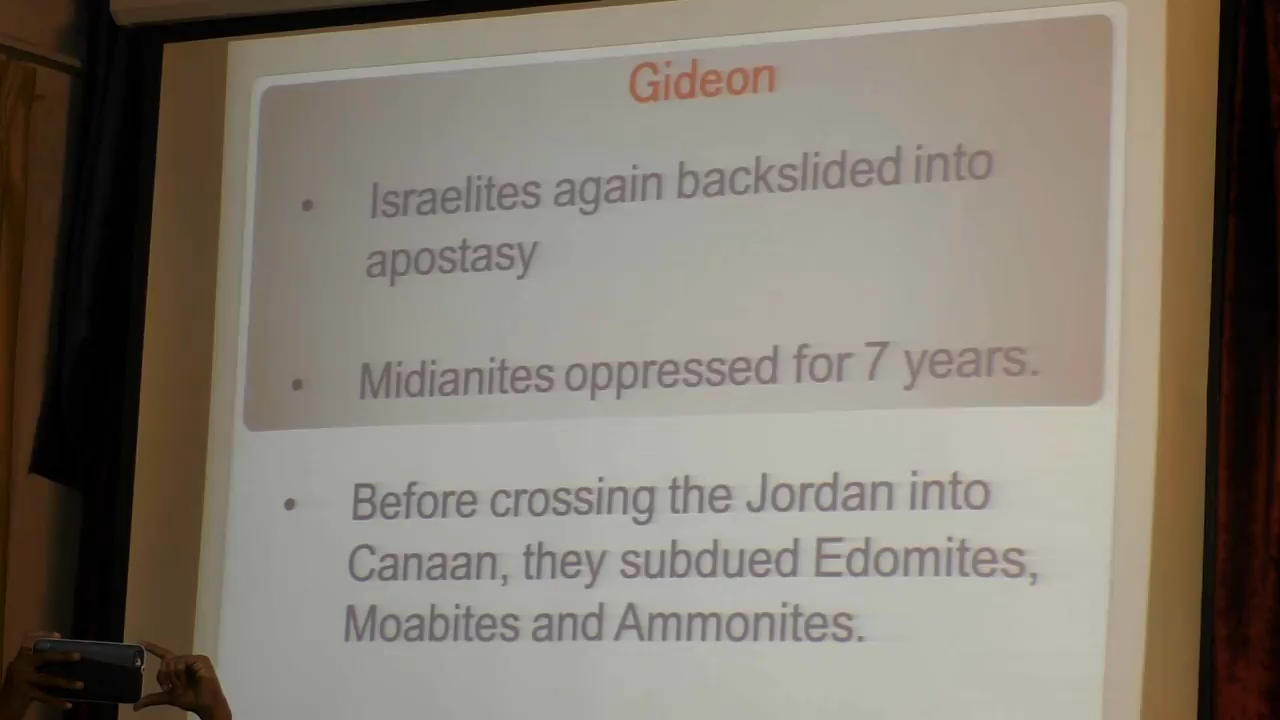 Gideon
• Israelites again backslided into
apostasy
• Midianites oppressed for 7 years.
• Before crossing the Jordan into
Canaan, they subdued Edomites,
Moabites and Ammonites.